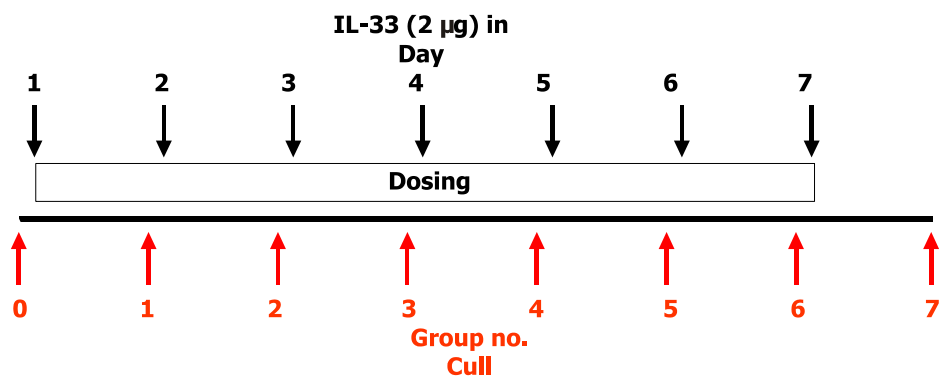 IL-33 (2 µg) in
Day
1 2 3 4 5 6 7
Dosing
0 1 2 3 4 5 6 7
Group no.
Cull